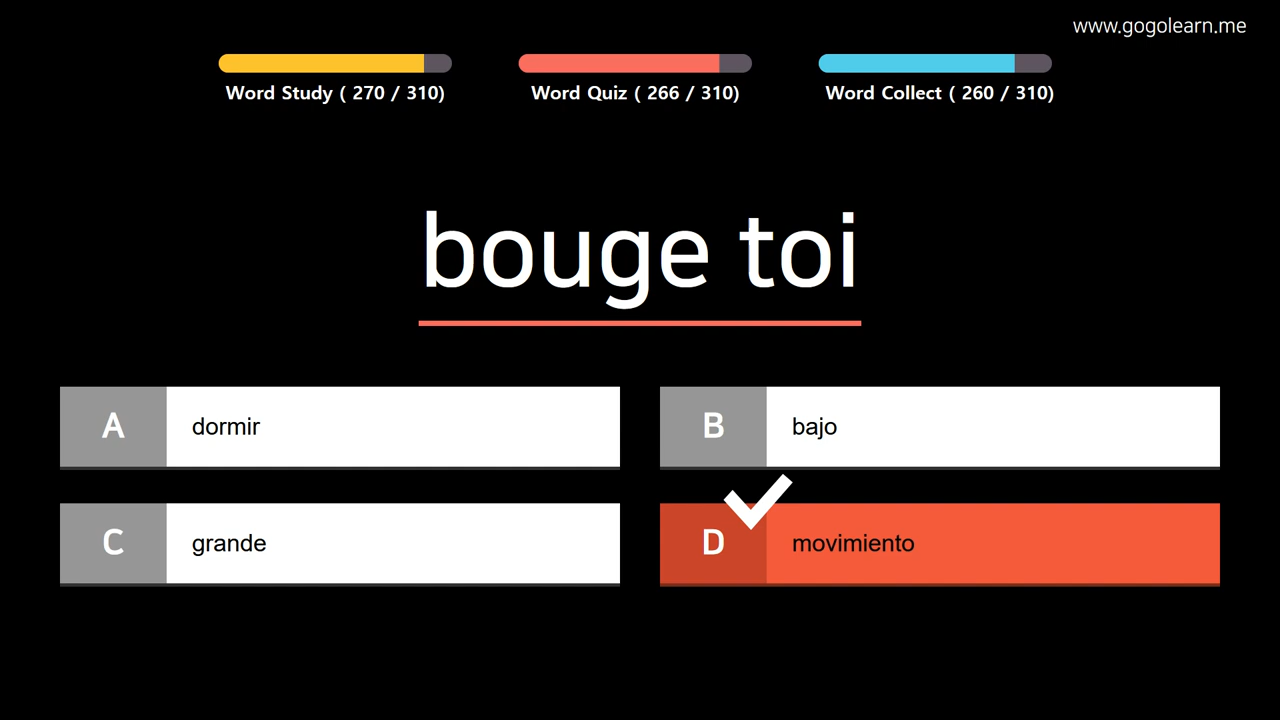 www.gogolearn.me
Word Study ( 270 / 310)
Word Quiz ( 266 / 310)
Word Collect ( 260 / 310)
bouge toi
A dormir
B bajo
C grande
D movimiento